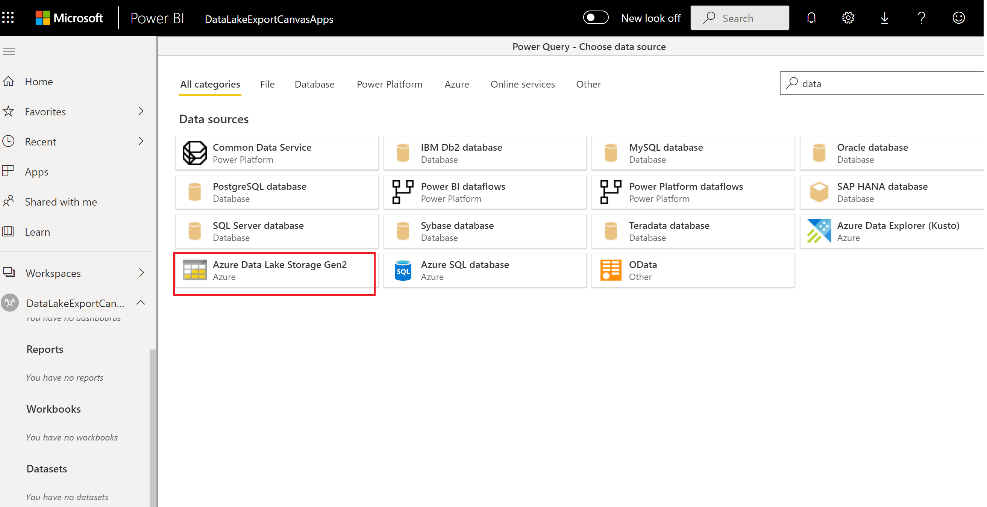 Microsoft
Power BI
DataLakeExportCanvasApps
New look off
Search
?
Power Query - Choose data source
Home
Favorites
Recent
Apps
Shared with me
Learn
Workspaces
DataLakeExportCan...
You have no dashboards
Reports
You have no reports
Workbooks
You have no workbooks
Datasets
You have no datasets
All categories
File
Database
Power Platform
Azure
Online services
Other
data
Data sources
Common Data Service
Power Platform
IBM Db2 database
Database
MySQL database
Database
Oracle database
Database
PostgreSQL database
Database
Power BI dataflows
Power Platform
Power Platform dataflows
Power Platform
SAP HANA database
Database
SQL Server database
Database
Sybase database
Database
Teradata database
Database
Azure Data Explorer (Kusto)
Azure
Azure Data Lake Storage Gen2
Azure
SQL
Azure SQL database
Azure
OData
Other